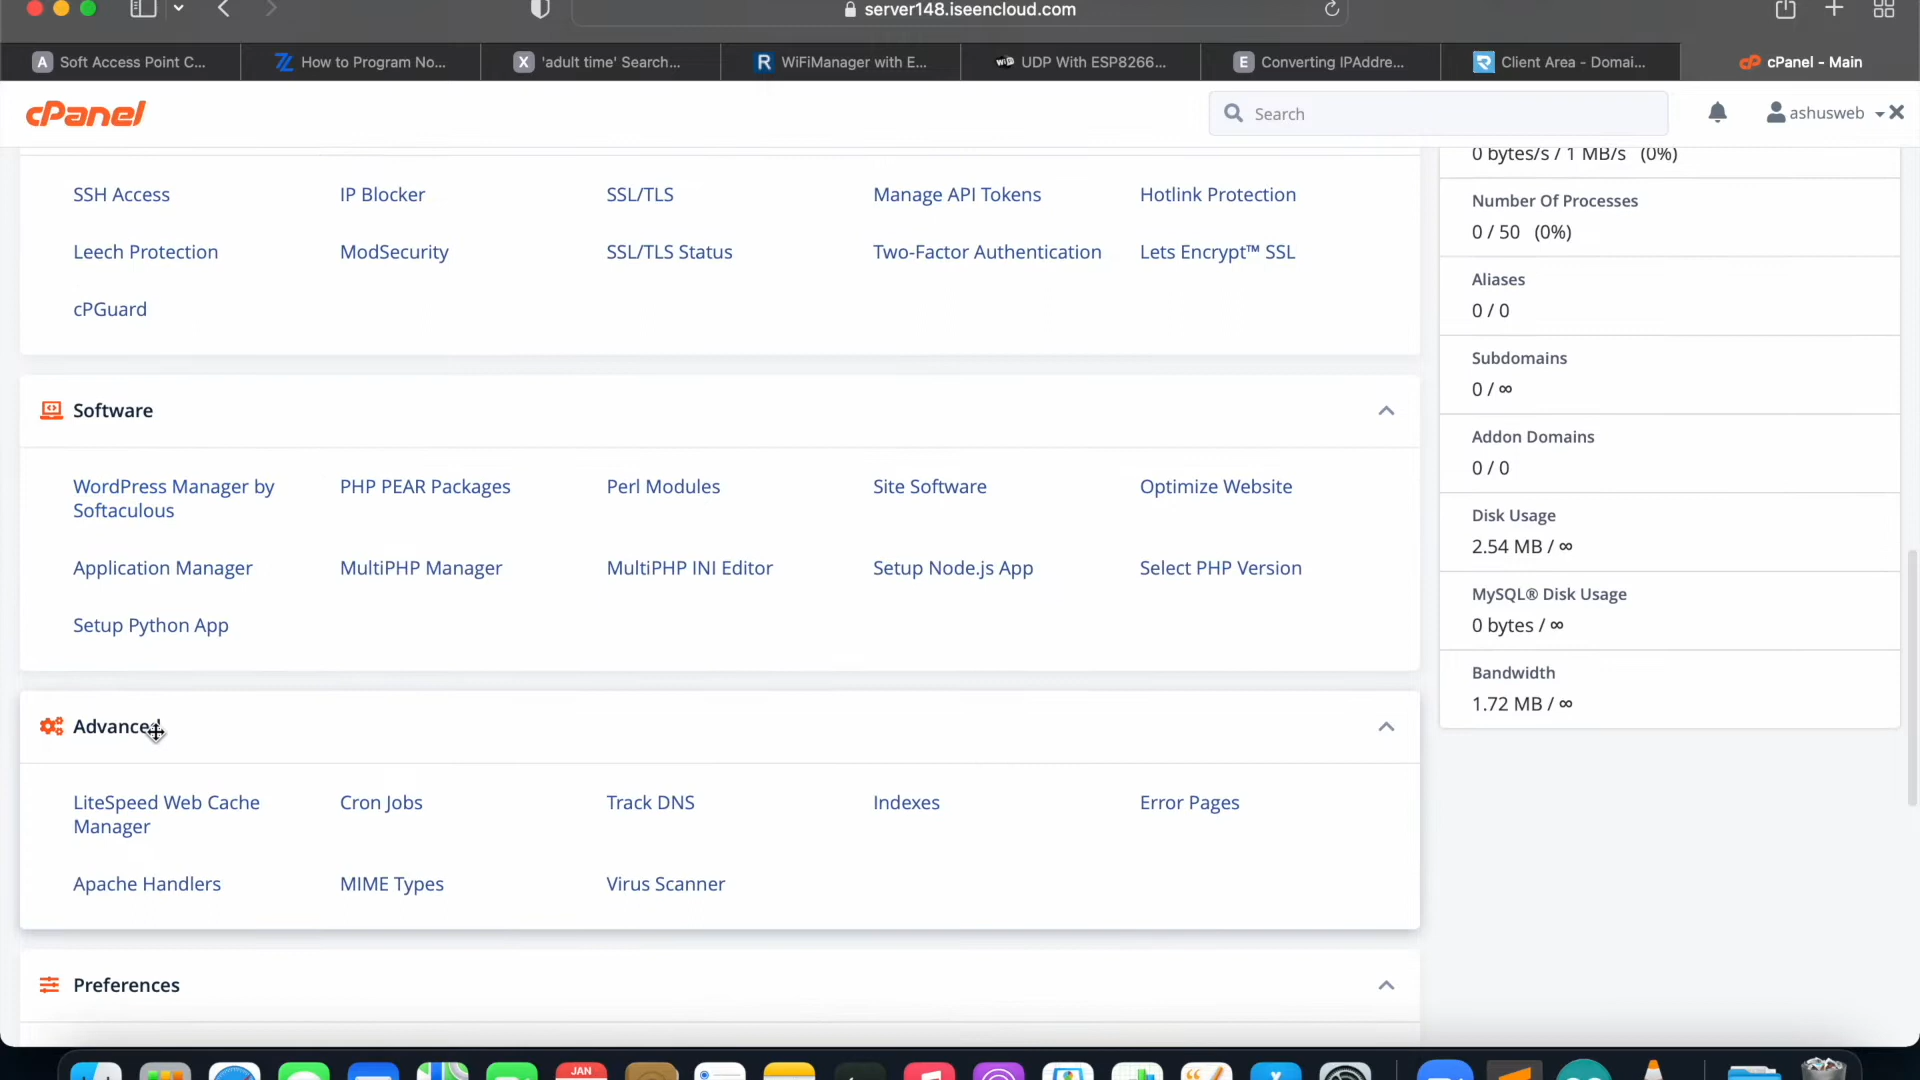 server148.iseencloud.com
A Soft Access Point C...
How to Program No...
X 'adult time' Search...
R WiFiManager with E...
UDP With ESP8266...
E Converting IPAddre...
Client Area - Domai...
cPanel - Main
cPanel
Search
ashusweb
0 bytes/s / 1 MB/s (0%)
SSH Access
IP Blocker
SSL/TLS
Manage API Tokens
Hotlink Protection
Leech Protection
ModSecurity
SSL/TLS Status
Two-Factor Authentication
Lets Encrypt™ SSL
cPGuard
Software
WordPress Manager by
Softaculous
PHP PEAR Packages
Perl Modules
Site Software
Optimize Website
Application Manager
MultiPHP Manager
MultiPHP INI Editor
Setup Node.js App
Select PHP Version
Setup Python App
Advanced
LiteSpeed Web Cache
Manager
Cron Jobs
Track DNS
Indexes
Error Pages
Apache Handlers
MIME Types
Virus Scanner
Preferences
Number Of Processes
0 / 50 (0%)
Aliases
0 / 0
Subdomains
0 / ∞
Addon Domains
0 / 0
Disk Usage
2.54 MB / ∞
MySQL® Disk Usage
0 bytes / ∞
Bandwidth
1.72 MB / ∞
JAN